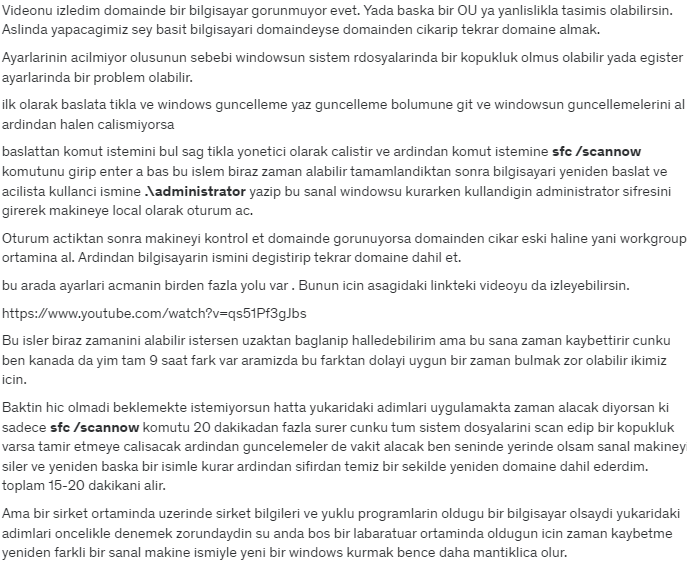 Videonu izledim domainde bir bilgisayar gorunmuyor evet. Yada baska bir OU ya yanlislikla tasimis olabilirsin.
Aslinda yapacagimiz sey basit bilgisayari domaindeyse domainden cikarip tekrar domaine almak.
Ayarlarinin acilmiyor olusunun sebebi windowsun sistem rdosyalarinda bir kopukluk olmus olabilir yada egister
ayarlarinda bir problem olabilir.
ilk olarak baslata tikla ve windows guncelleme yaz guncelleme bolumune git ve windowsun guncellemelerini al
ardindan halen calismiyorsa
baslattan komut istemini bul sag tikla yonetici olarak calistir ve ardindan komut istemine sfc /scannow
komutunu girip enter a bas bu islem biraz zaman alabilir tamamlandiktan sonra bilgisayari yeniden baslat ve
acilista kullanci ismine .\administrator yazip bu sanal windowsu kurarken kullandigin administrator sifresini
girerek makineye local olarak oturum ac.
Oturum actiktan sonra makineyi kontrol et domainde gorunuyorsa domainden cikar eski haline yani workgroup
ortamina al. Ardindan bilgisayarin ismini degistirip tekrar domaine dahil et.
bu arada ayarlari acmanin birden fazla yolu var . Bunun icin asagidaki linkteki videoyu da izleyebilirsin.
https://www.youtube.com/watch?v=qs51Pf3gJbs
Bu isler biraz zamanini alabilir istersen uzaktan baglanip halledebilirim ama bu sana zaman kaybettirir cunku
ben kanada da yim tam 9 saat fark var aramizda bu farktan dolayi uygun bir zaman bulmak zor olabilir ikimiz
icin.
Baktin hic olmadi beklemekte istemiyorsun hatta yukaridaki adimlari uygulamakta zaman alacak diyorsan ki
sadece sfc /scannow komutu 20 dakikadan fazla surer cunku tum sistem dosyalarini scan edip bir kopukluk
varsa tamir etmeye calisacak ardindan guncelemeler de vakit alacak ben seninde yerinde olsam sanal makineyi
siler ve yeniden baska bir isimle kurar ardindan sifirdan temiz bir sekilde yeniden domaine dahil ederdim.
toplam 15-20 dakikani alir.
Ama bir sirket ortaminda uzerinde sirket bilgileri ve yuklu programlarin oldugu bir bilgisayar olsaydi yukaridaki
adimlari oncelikle denemek zorundaydin su anda bos bir labaratuar ortaminda oldugun icin zaman kaybetme
yeniden farkli bir sanal makine ismiyle yeni bir windows kurmak bence daha mantiklica olur.